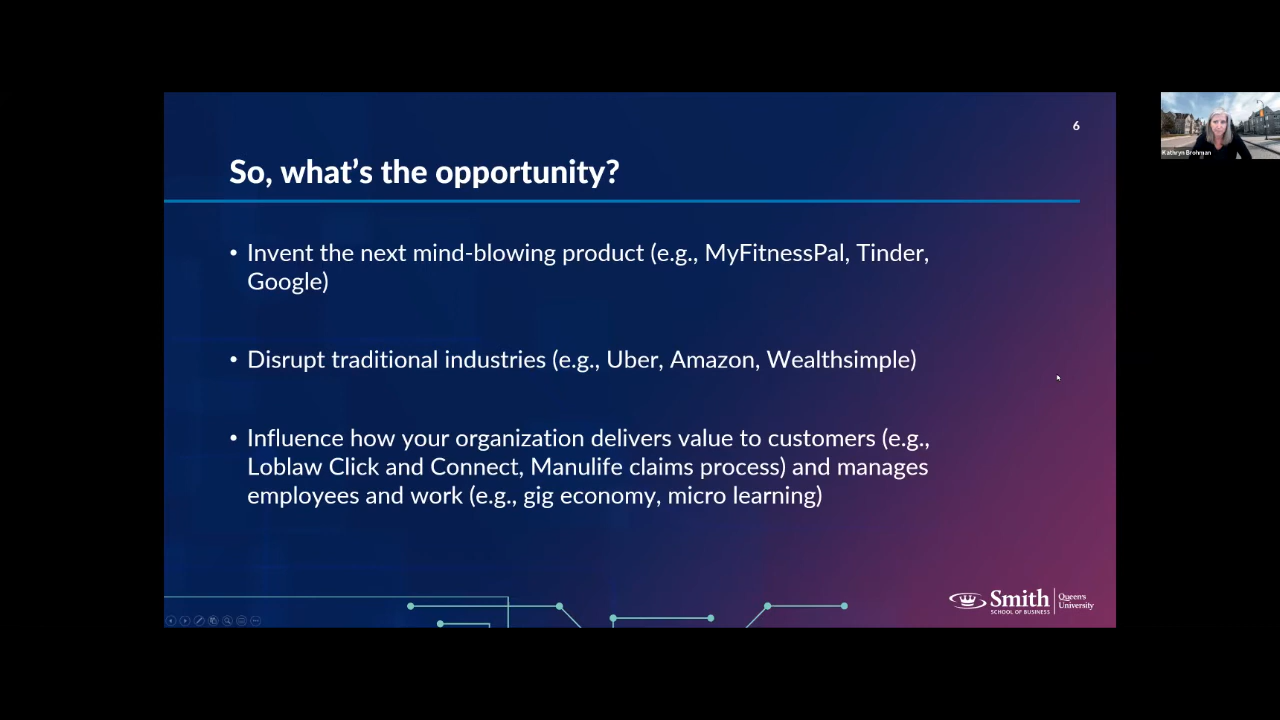 6
Kathryn Brohman
So, what's the opportunity?
• Invent the next mind-blowing product (e.g., MyFitnessPal, Tinder,
Google)
• Disrupt traditional industries (e.g., Uber, Amazon, Wealthsimple)
• Influence how your organization delivers value to customers (e.g.,
Loblaw Click and Connect, Manulife claims process) and manages
employees and work (e.g., gig economy, micro learning)
Smith
SCHOOL OF BUSINESS
Queen's
University